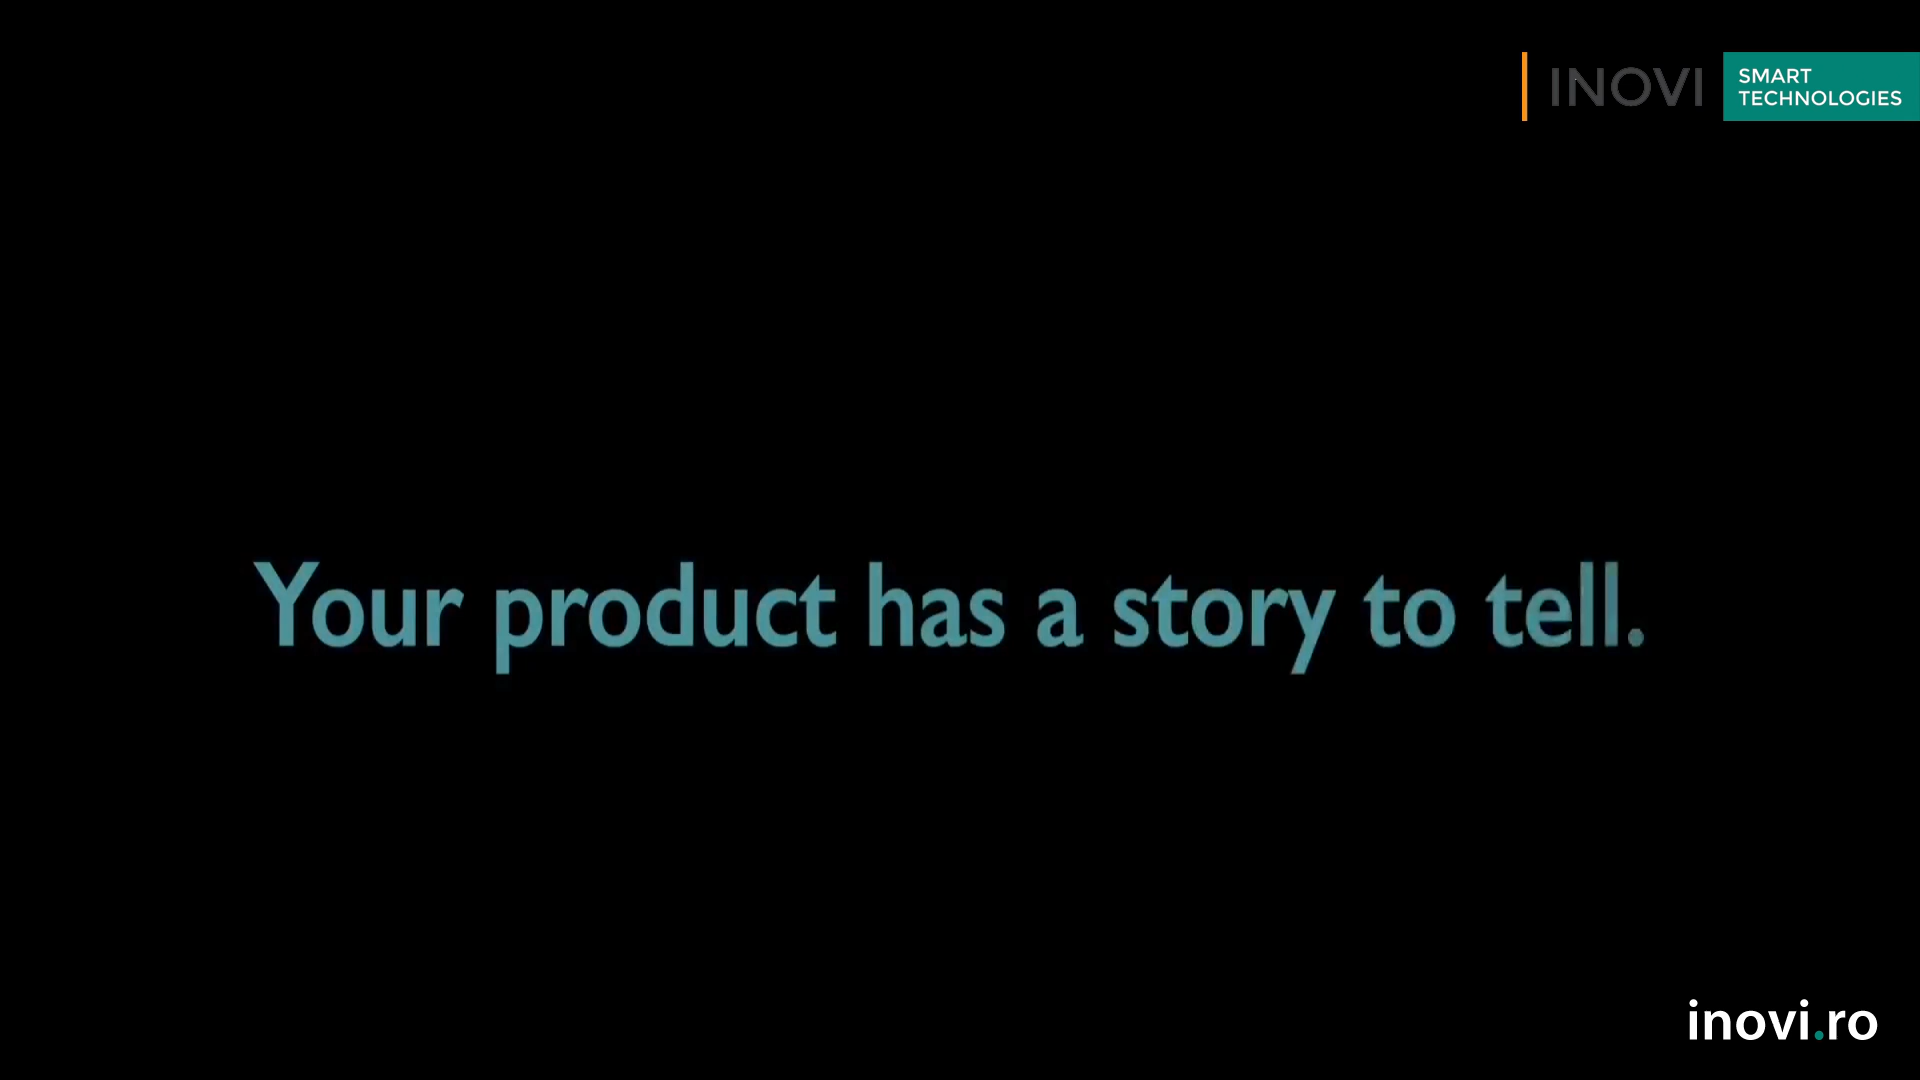 INOVI
SMART
TECHNOLOGIES
Your product has a story to tell.
inovi.ro